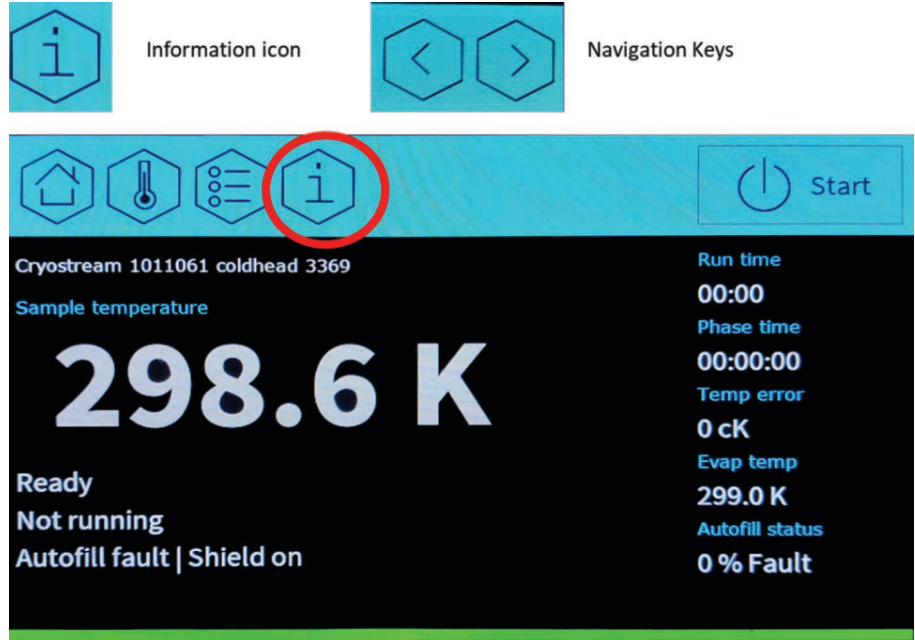 i
Information icon
< >
Navigation Keys
i
Start
Cryostream 1011061 coldhead 3369
Sample temperature
298.6 K
Ready
Not running
Autofill fault | Shield on
Run time
00:00
Phase time
00:00:00
Temp error
0 cK
Evap temp
299.0 K
Autofill status
0 % Fault